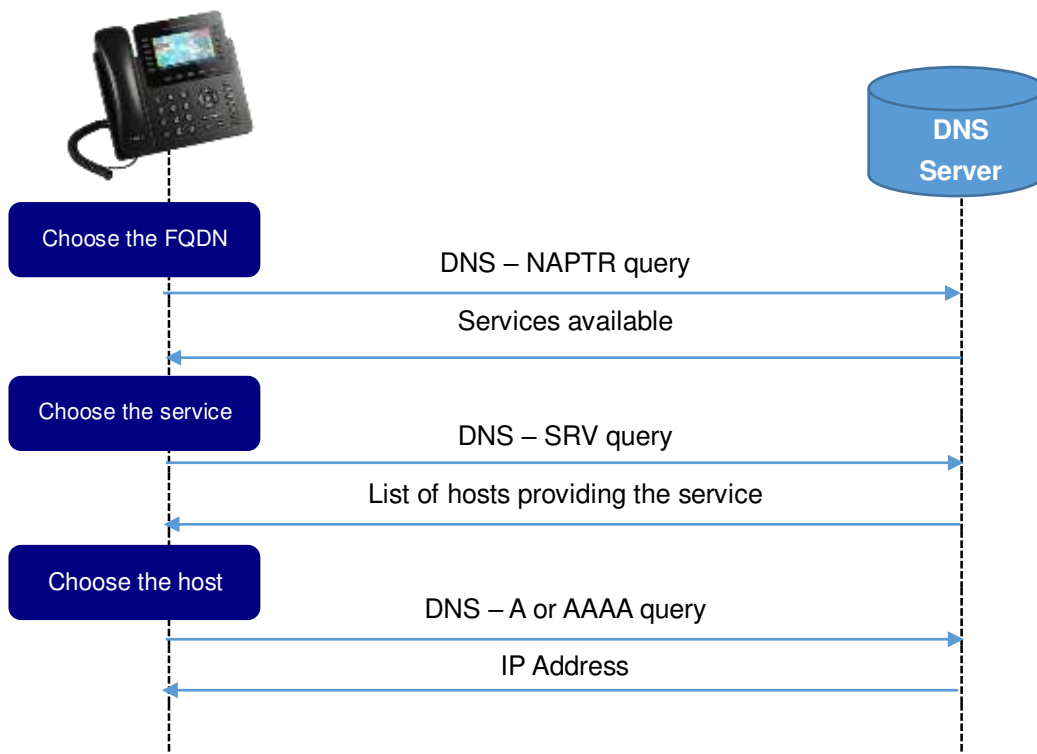 DNS
Server
Choose the FQDN
DNS – NAPTR query
Services available
Choose the service
DNS – SRV query
List of hosts providing the service
Choose the host
DNS – A or AAAA query
IP Address